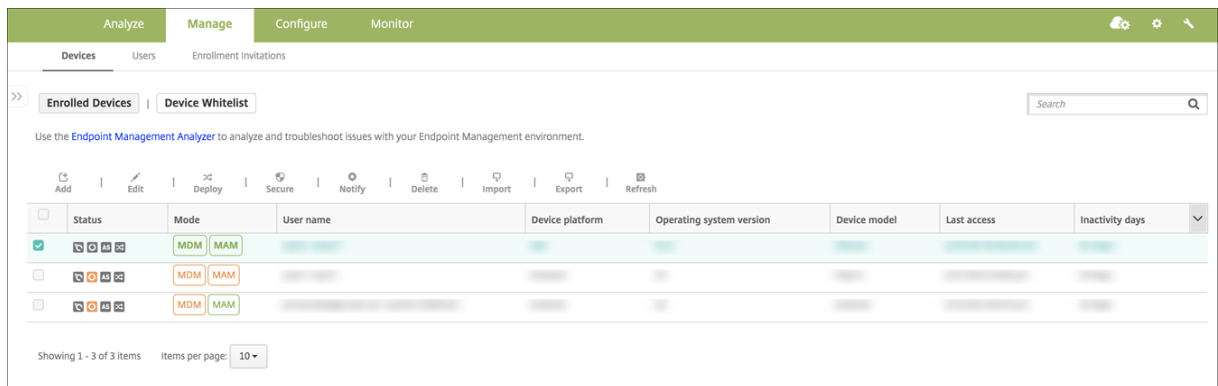 Analyze Manage Configure Monitor
Devices Users Enrollment Invitations
Enrolled Devices | Device Whitelist Search
Use the Endpoint Management Analyzer to analyze and troubleshoot issues with your Endpoint Management environment.
Add | Edit | Deploy | Secure | Notify | Delete | Import | Export | Refresh
Status Mode User name Device platform Operating system version Device model Last access Inactivity days
AS MDM MAM
AS MDM MAM
AS MDM MAM
Showing 1 - 3 of 3 items Items per page: 10